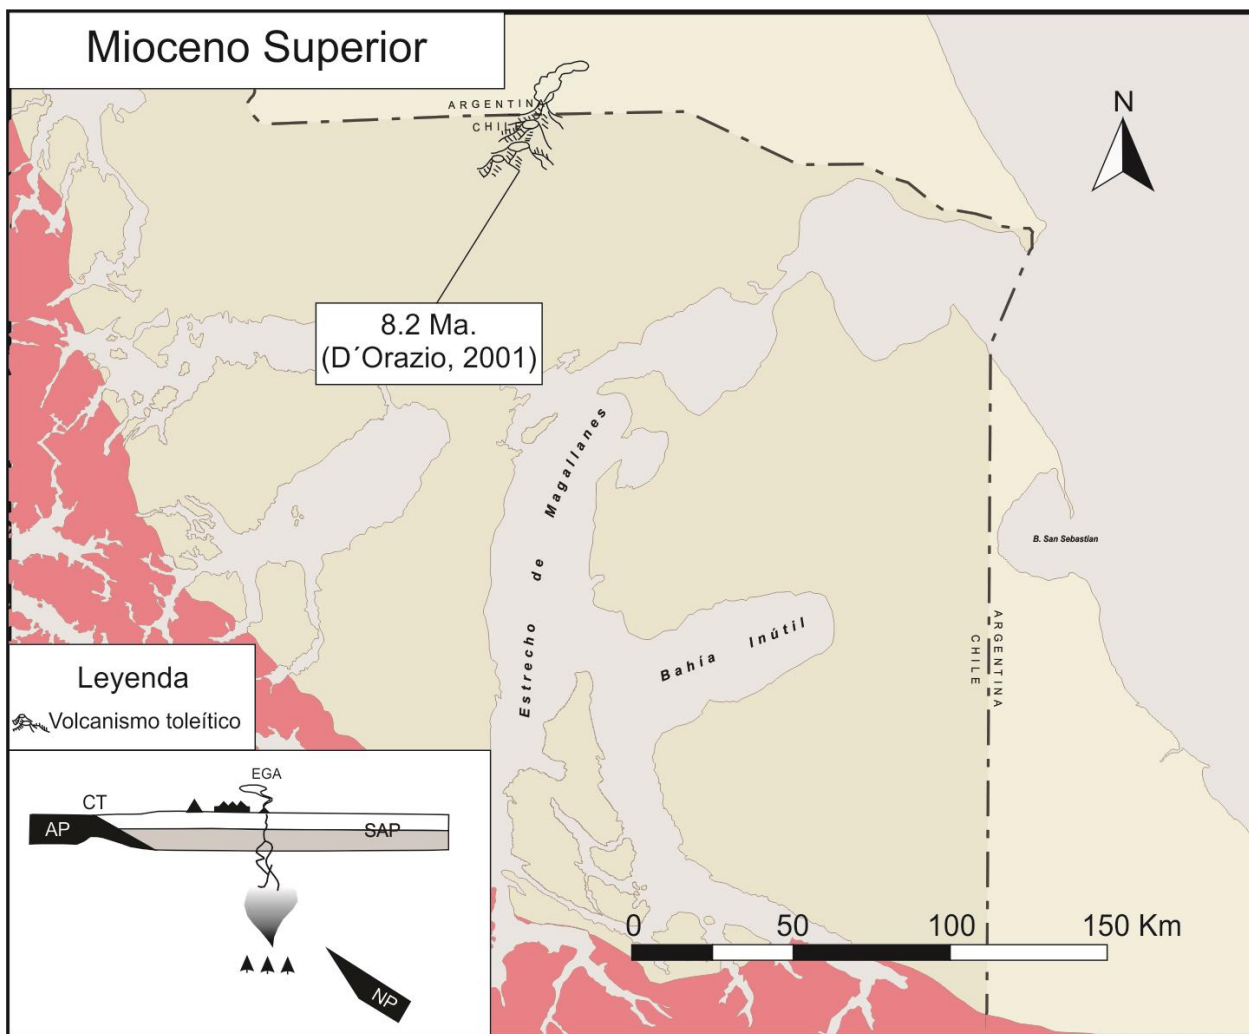 Mioceno Superior
ARGENTINA
CHILE
N
8.2 Ma.
(D´Orazio, 2001)
Estrecho de Magallanes
B. San Sebastian
Bahía Inútil
CHILE
ARGENTINA
Leyenda
Volcanismo toleítico
EGA
CT
AP
SAP
NP
0 50 100 150 Km